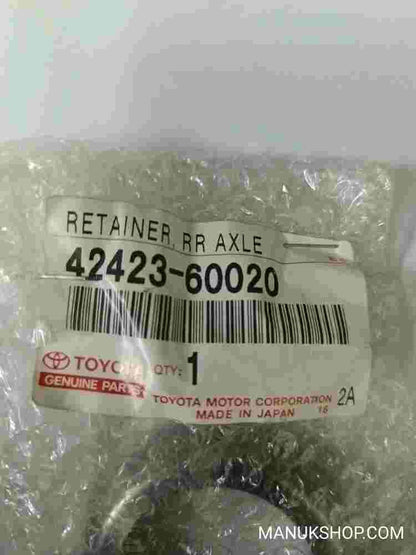 RETAINER, RR AXLE
42423-60020
TOYOTA QTY: 1
GENUINE PARTS
TOYOTA MOTOR CORPORATION 2A
MADE IN JAPAN 16
MANUKSHOP.COM